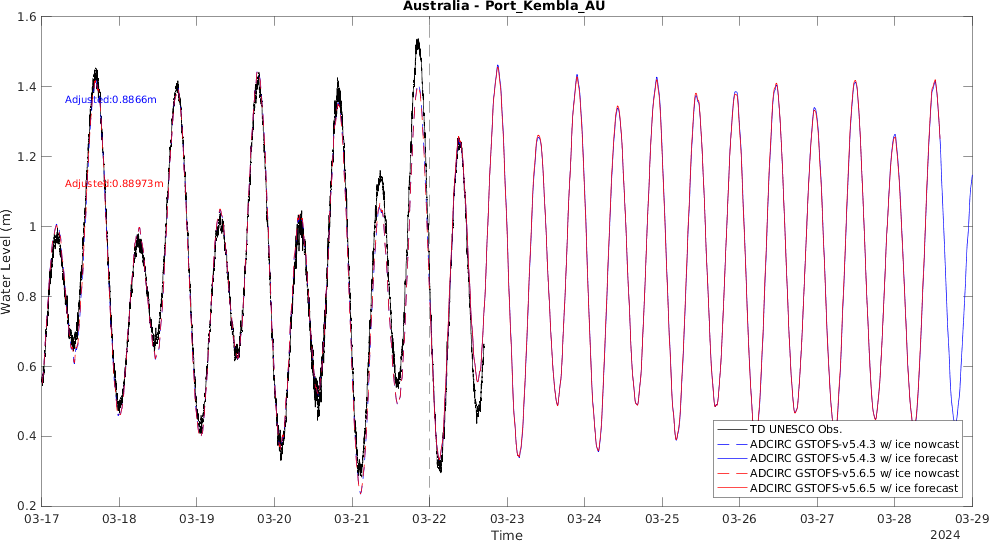 Australia - Port_Kembla_AU
1.6
1.4
1.2
1
0.8
0.6
0.4
0.2
Water Level (m)
Adjusted:0.8866m
Adjusted:0.88973m
TD UNESCO Obs.
ADCIRC GSTOFS-v5.4.3 w/ ice nowcast
ADCIRC GSTOFS-v5.4.3 w/ ice forecast
ADCIRC GSTOFS-v5.6.5 w/ ice nowcast
ADCIRC GSTOFS-v5.6.5 w/ ice forecast
03-17 03-18 03-19 03-20 03-21 03-22 03-23 03-24 03-25 03-26 03-27 03-28 03-29
Time
2024